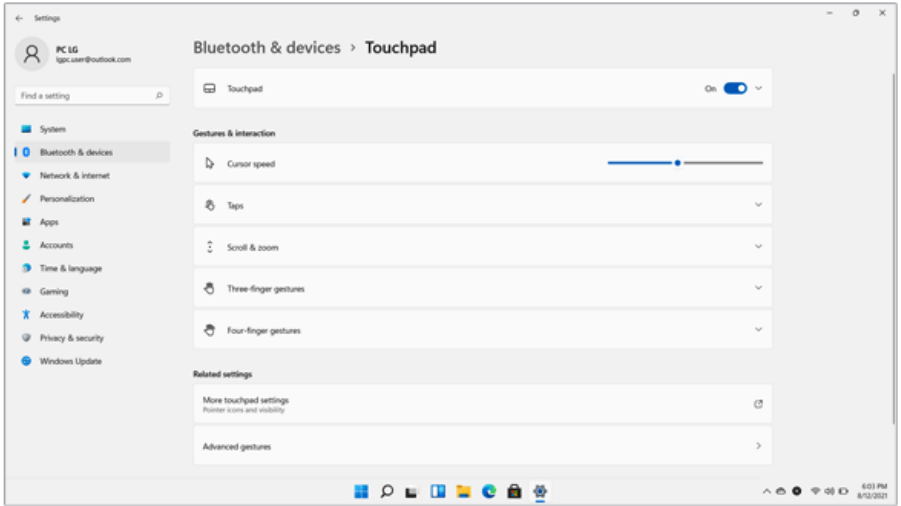 Settings
PC LG
lgpc.user@outlook.com
Find a setting
System
Bluetooth & devices
Network & internet
Personalization
Apps
Accounts
Time & language
Gaming
Accessibility
Privacy & security
Windows Update
Bluetooth & devices > Touchpad
Touchpad On
Gestures & interaction
Cursor speed
Taps
Scroll & zoom
Three-finger gestures
Four-finger gestures
Related settings
More touchpad settings
Pointer icons and visibility
Advanced gestures
6:03 PM
8/12/2021